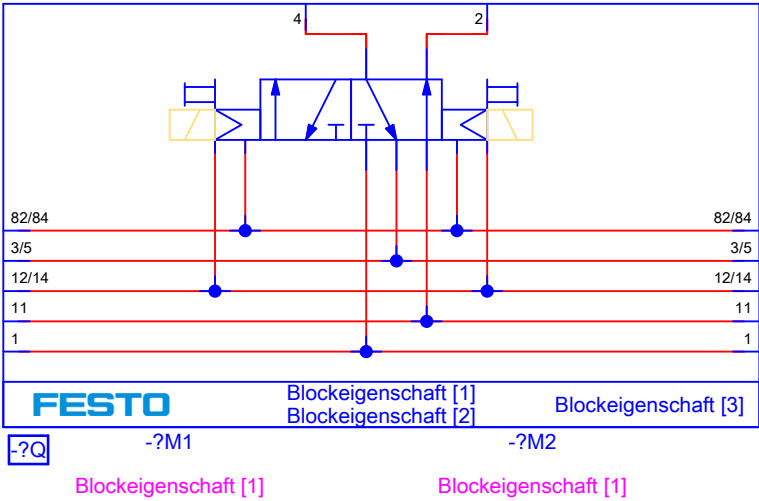 4 2
82/84 82/84
3/5 3/5
12/14 12/14
11 11
1 1
FESTO
Blockeigenschaft [1]
Blockeigenschaft [2]
Blockeigenschaft [3]
-?Q -?M1 -?M2
Blockeigenschaft [1] Blockeigenschaft [1]